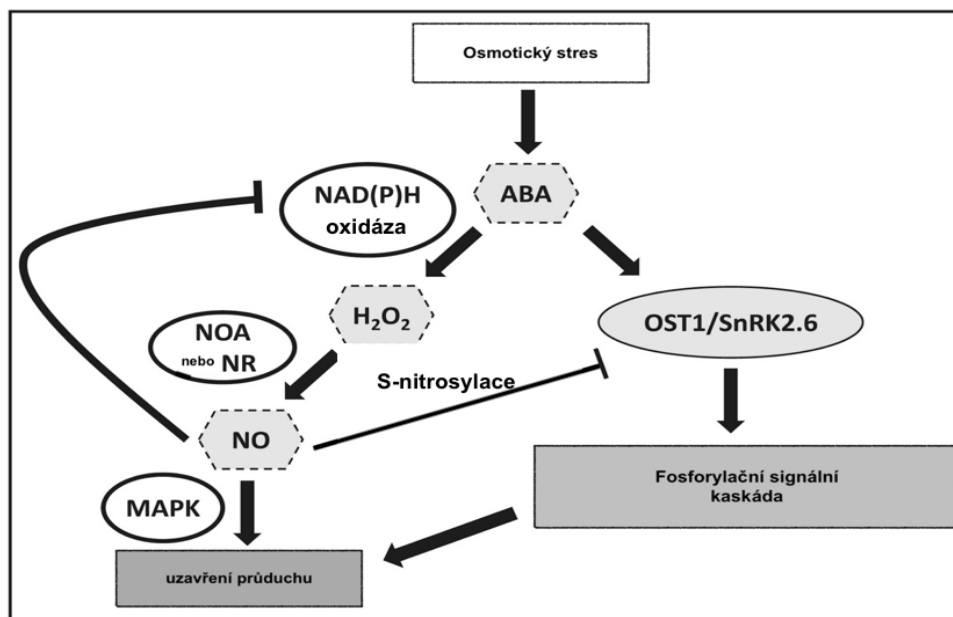 Osmotický stres
NAD(P)H
oxidáza
ABA
H₂O₂
OST1/SnRK2.6
NOA
nebo NR
S-nitrosylace
NO
MAPK
Fosforylační signální
kaskáda
uzavření průduchu